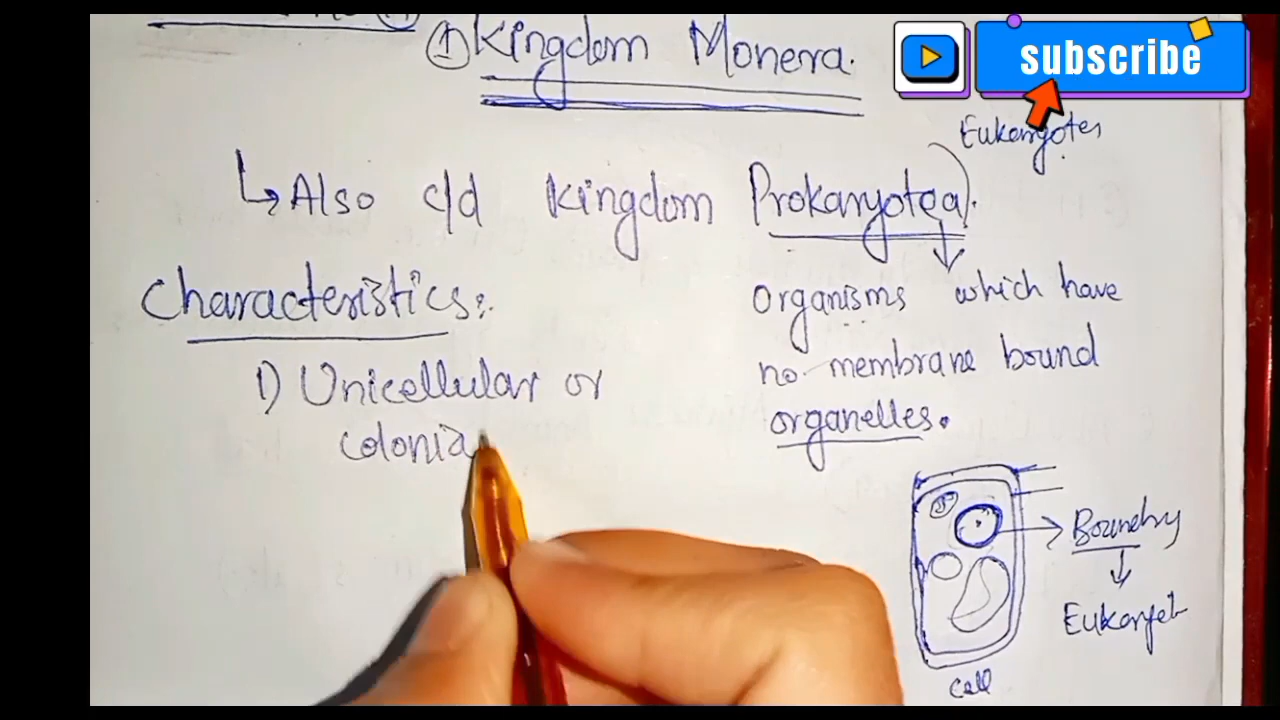 ① Kingdom Monera.
subscribe
Eukaryotes
↳ Also c/d Kingdom Prokaryotea).
Characteristics:
organisms which have
no membrane bound
organelles.
1) Unicellular or
colonia
Boundry
Eukaryot
cell